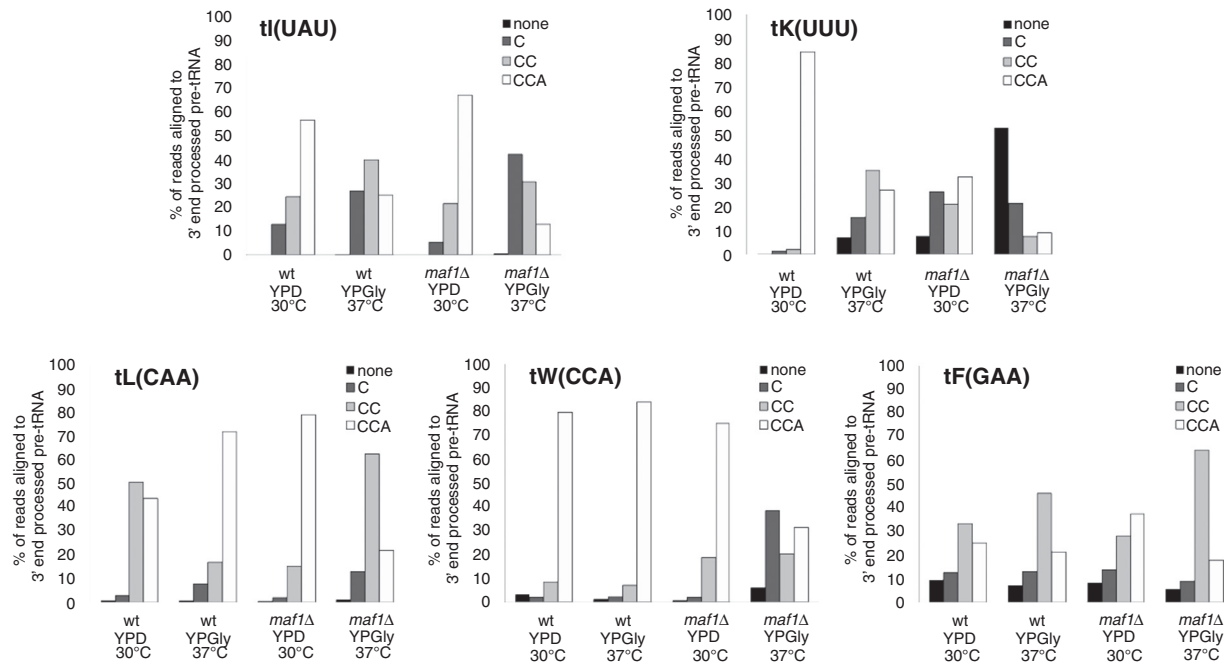 % of reads aligned to
3′ end processed pre-tRNA
100
90
80
70
60
50
40
30
20
10
0
tI(UAU)
none
C
CC
CCA
wt
YPD
30°C
wt
YPGly
37°C
maf1Δ
YPD
30°C
maf1Δ
YPGly
37°C
% of reads aligned to
3′ end processed pre-tRNA
100
90
80
70
60
50
40
30
20
10
0
tK(UUU)
none
C
CC
CCA
wt
YPD
30°C
wt
YPGly
37°C
maf1Δ
YPD
30°C
maf1Δ
YPGly
37°C
% of reads aligned to
3′ end processed pre-tRNA
100
90
80
70
60
50
40
30
20
10
0
tL(CAA)
none
C
CC
CCA
wt
YPD
30°C
wt
YPGly
37°C
maf1Δ
YPD
30°C
maf1Δ
YPGly
37°C
% of reads aligned to
3′ end processed pre-tRNA
100
90
80
70
60
50
40
30
20
10
0
tW(CCA)
none
C
CC
CCA
wt
YPD
30°C
wt
YPGly
37°C
maf1Δ
YPD
30°C
maf1Δ
YPGly
37°C
% of reads aligned to
3′ end processed pre-tRNA
100
90
80
70
60
50
40
30
20
10
0
tF(GAA)
none
C
CC
CCA
wt
YPD
30°C
wt
YPGly
37°C
maf1Δ
YPD
30°C
maf1Δ
YPGly
37°C